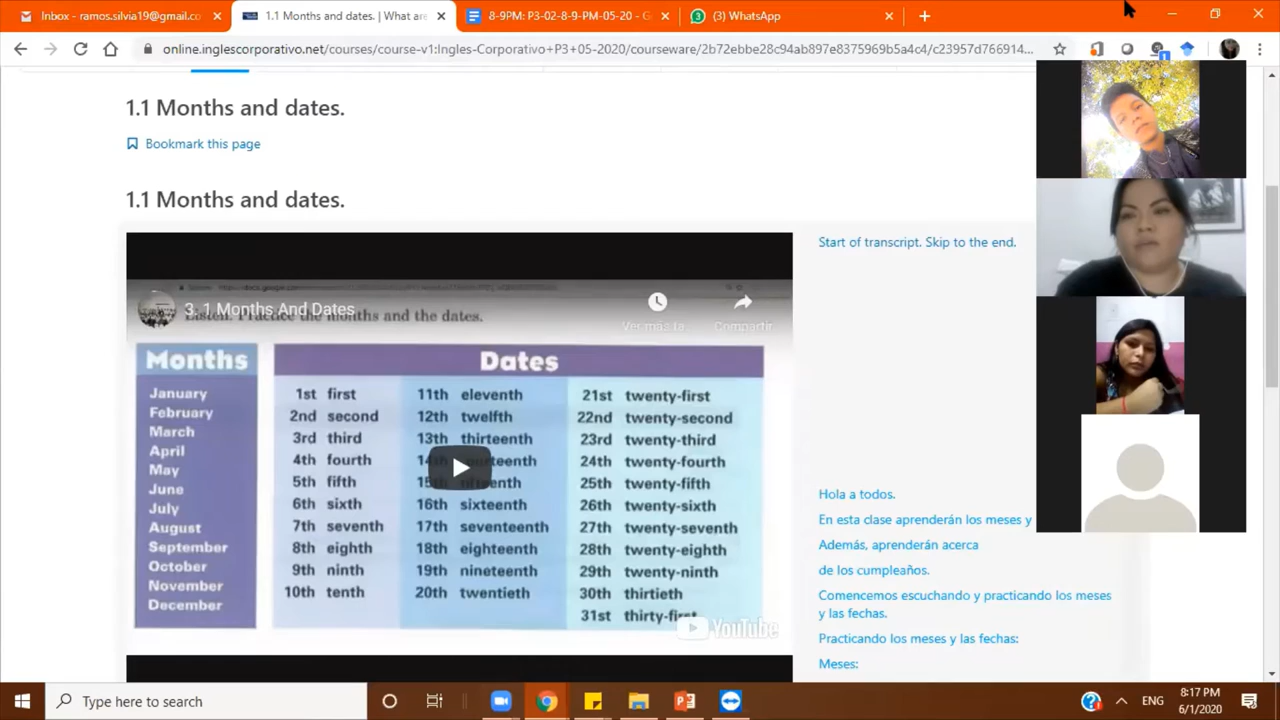 Inbox - ramos.silvia19@gmail.co
1.1 Months and dates. | What are
8-9PM: P3-02-8-9-PM-05-20 - G
(3) WhatsApp
online.inglescorporativo.net/courses/course-v1:Ingles-Corporativo+P3+05-2020/courseware/2b72ebbe28c94ab897e8375969b5a4c4/c23957d766914...
1.1 Months and dates.
Bookmark this page
1.1 Months and dates.
Start of transcript. Skip to the end.
3. 1 Months And Dates
Listen. Practice the months and the dates.
Ver más ta
Compartir
Months
Dates
January
February
March
April
May
June
July
August
September
October
November
December
1st first
2nd second
3rd third
4th fourth
5th fifth
6th sixth
7th seventh
8th eighth
9th ninth
10th tenth
11th eleventh
12th twelfth
13th thirteenth
16th sixteenth
17th seventeenth
18th eighteenth
19th nineteenth
20th twentieth
21st twenty-first
22nd twenty-second
23rd twenty-third
24th twenty-fourth
25th twenty-fifth
26th twenty-sixth
27th twenty-seventh
28th twenty-eighth
29th twenty-ninth
30th thirtieth
31st thirty-first
YouTube
Hola a todos.
En esta clase aprenderán los meses y
Además, aprenderán acerca
de los cumpleaños.
Comencemos escuchando y practicando los meses
y las fechas.
Practicando los meses y las fechas:
Meses:
Type here to search
ENG
8:17 PM
6/1/2020